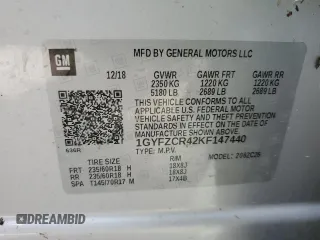 GM
MFD BY GENERAL MOTORS LLC
12/18 GVWR GAWR FRT GAWR RR
2350 KG 1220 KG 1220 KG
5180 LB 2689 LB 2689 LB
THIS VEHICLE CONFORMS TO ALL APPLICABLE
U.S. FEDERAL MOTOR VEHICLE
SAFETY AND THEFT PREVENTION
STANDARDS IN EFFECT ON THE DATE OF
MANUFACTURE SHOWN ABOVE.
1GYFZCR42KF147440
TYPE: M.P.V. MODEL:
TIRE SIZE RIM
FRT 235/60R18 H 18X8J
RR 235/60R18 H 18X8J
SPA T145/70R17 M 17X4B